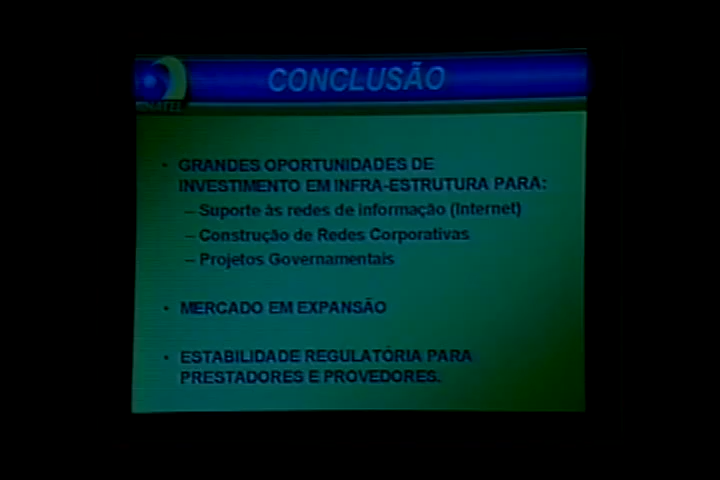 CONCLUSÃO
ANATEL
• GRANDES OPORTUNIDADES DE
INVESTIMENTO EM INFRA-ESTRUTURA PARA:
– Suporte às redes de informação (Internet)
– Construção de Redes Corporativas
– Projetos Governamentais
• MERCADO EM EXPANSÃO
• ESTABILIDADE REGULATÓRIA PARA
PRESTADORES E PROVEDORES.